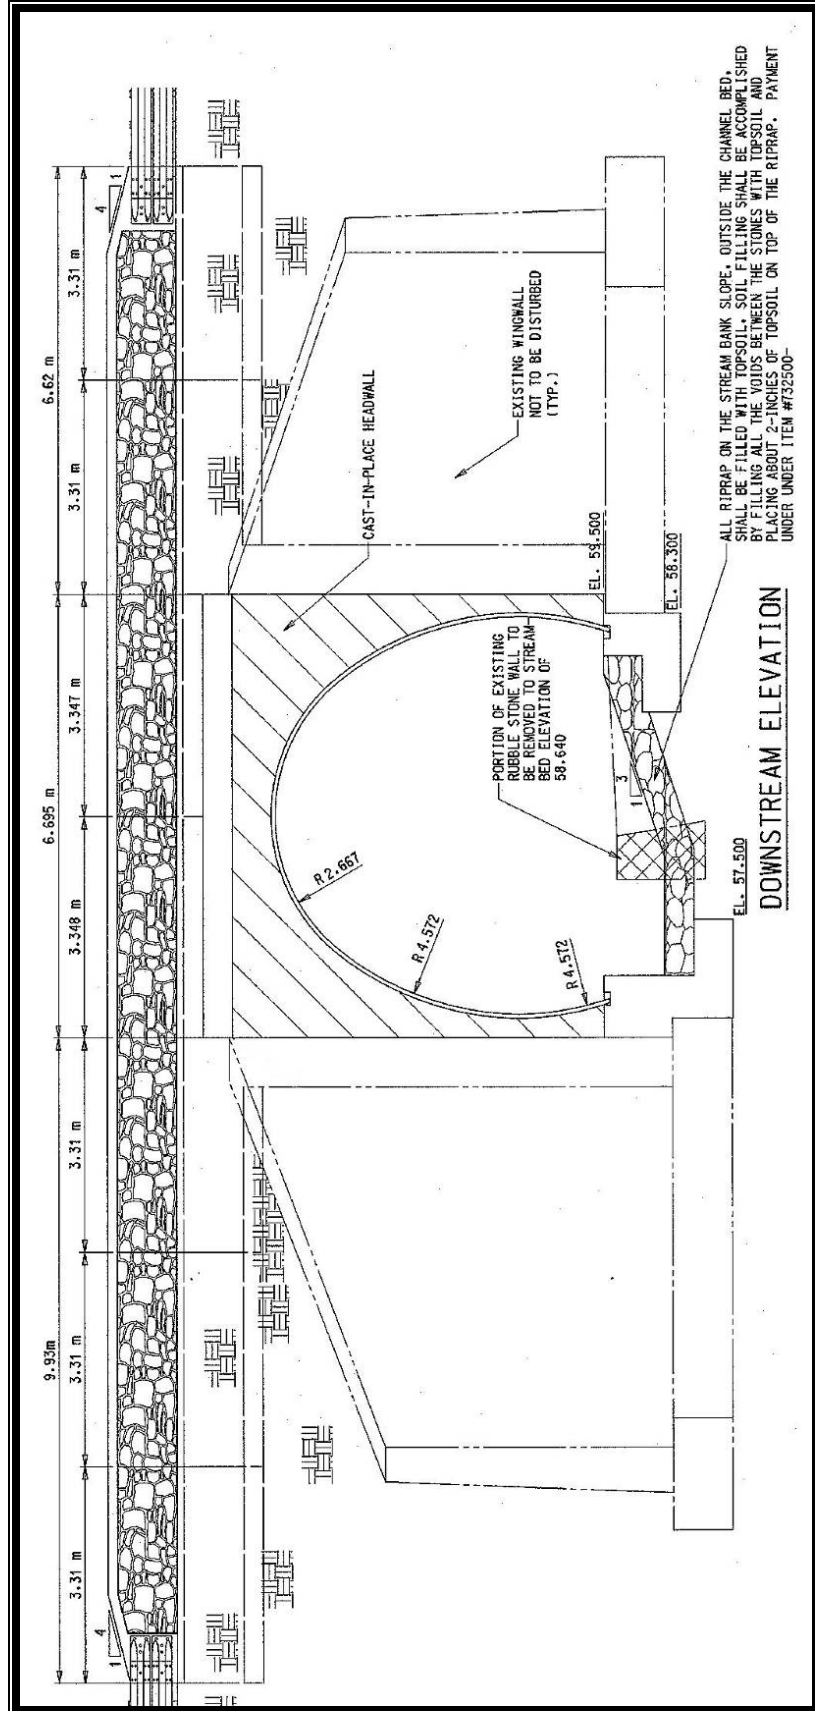 9.93m
6.695 m
6.62 m
3.31 m
3.31 m
3.31 m
3.348 m
3.347 m
3.31 m
3.31 m
1
4
4
1
CAST-IN-PLACE HEADWALL
EXISTING WINGWALL
NOT TO BE DISTURBED
(TYP.)
R 2.667
R 4.572
R 4.572
PORTION OF EXISTING
RUBBLE STONE WALL TO
BE REMOVED TO STREAM
BED ELEVATION OF
58.640
EL. 59.500
EL. 58.300
3
1
EL. 57.500
ALL RIPRAP ON THE STREAM BANK SLOPE, OUTSIDE THE CHANNEL BED,
SHALL BE FILLED WITH TOPSOIL. SOIL FILLING SHALL BE ACCOMPLISHED
BY FILLING ALL THE VOIDS BETWEEN THE STONES WITH TOPSOIL AND
PLACING ABOUT 2-INCHES OF TOPSOIL ON TOP OF THE RIPRAP. PAYMENT
UNDER UNDER ITEM #732500-
DOWNSTREAM ELEVATION